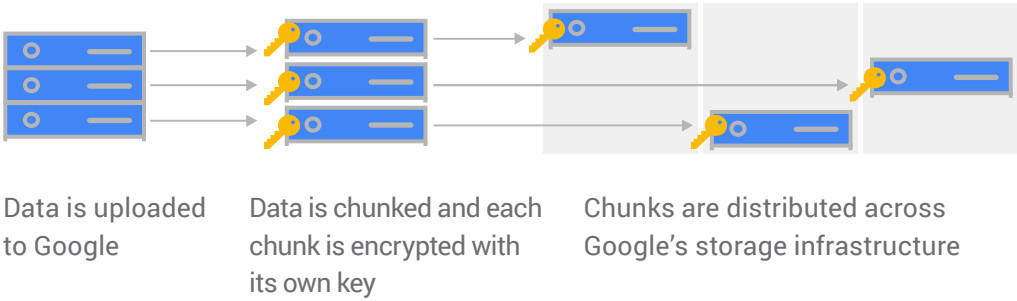 Data is uploaded
to Google
Data is chunked and each
chunk is encrypted with
its own key
Chunks are distributed across
Google’s storage infrastructure